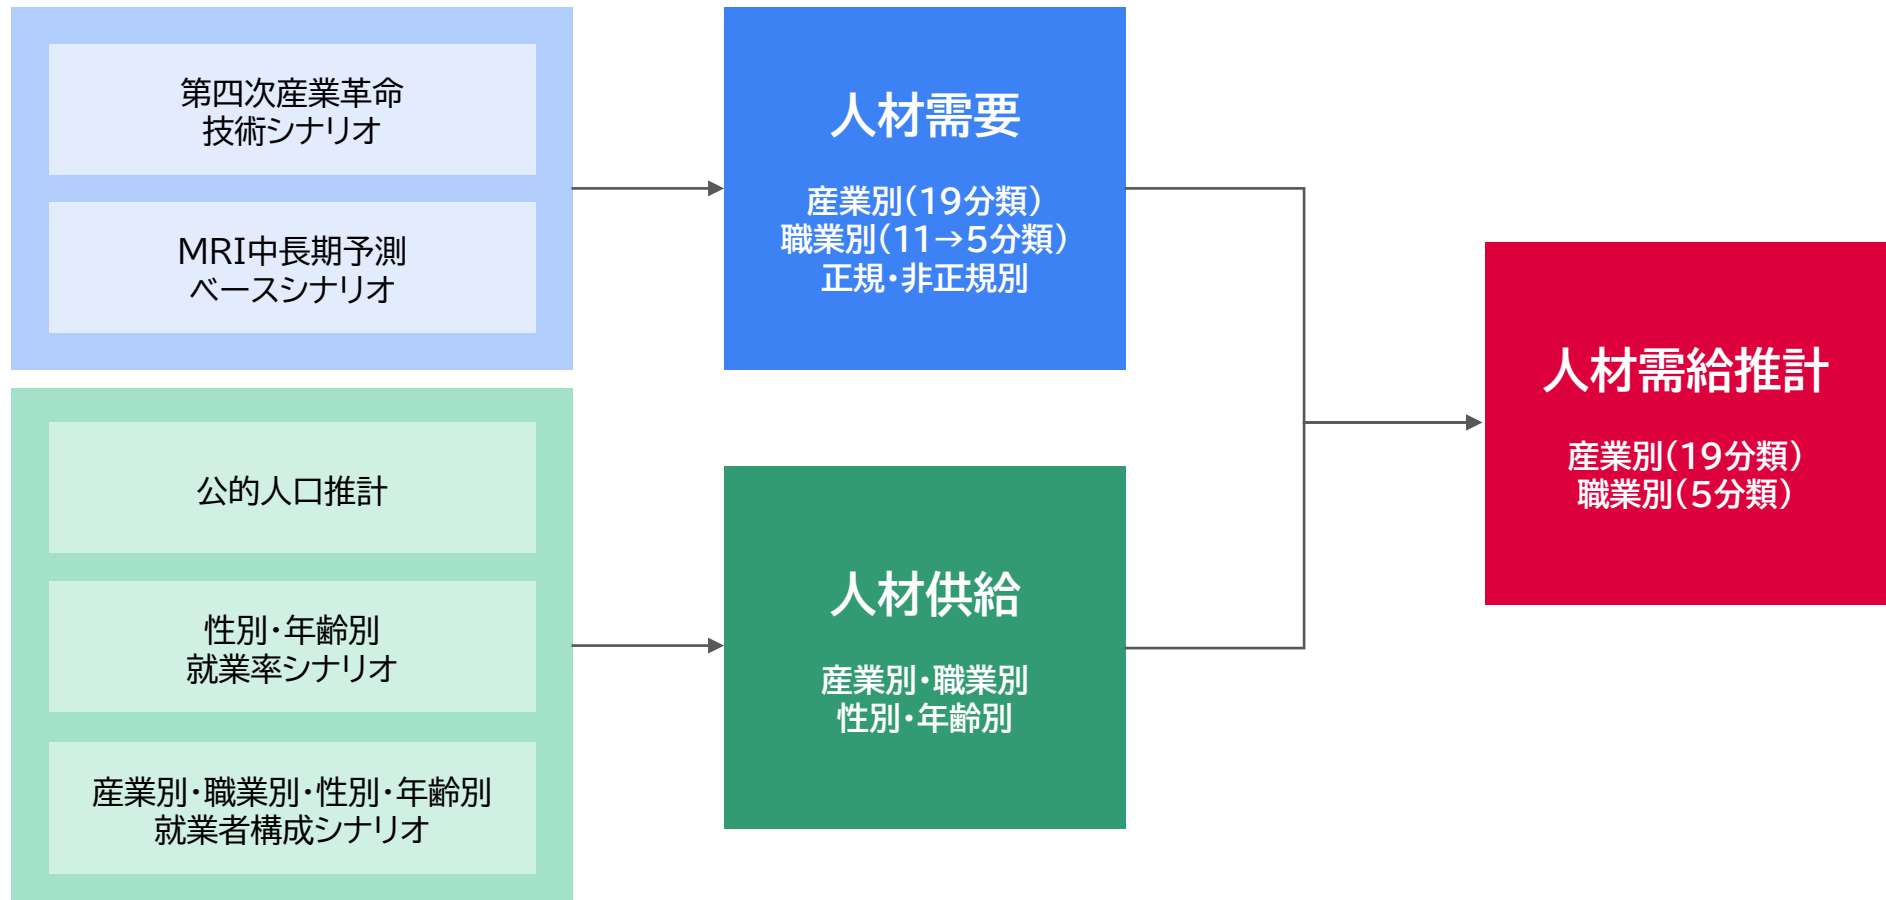 第四次産業革命
技術シナリオ
MRI中長期予測
ベースシナリオ
人材需要
産業別(19分類)
職業別(11→5分類)
正規・非正規別
公的人口推計
性別・年齢別
就業率シナリオ
産業別・職業別・性別・年齢別
就業者構成シナリオ
人材供給
産業別・職業別
性別・年齢別
人材需給推計
産業別(19分類)
職業別(5分類)